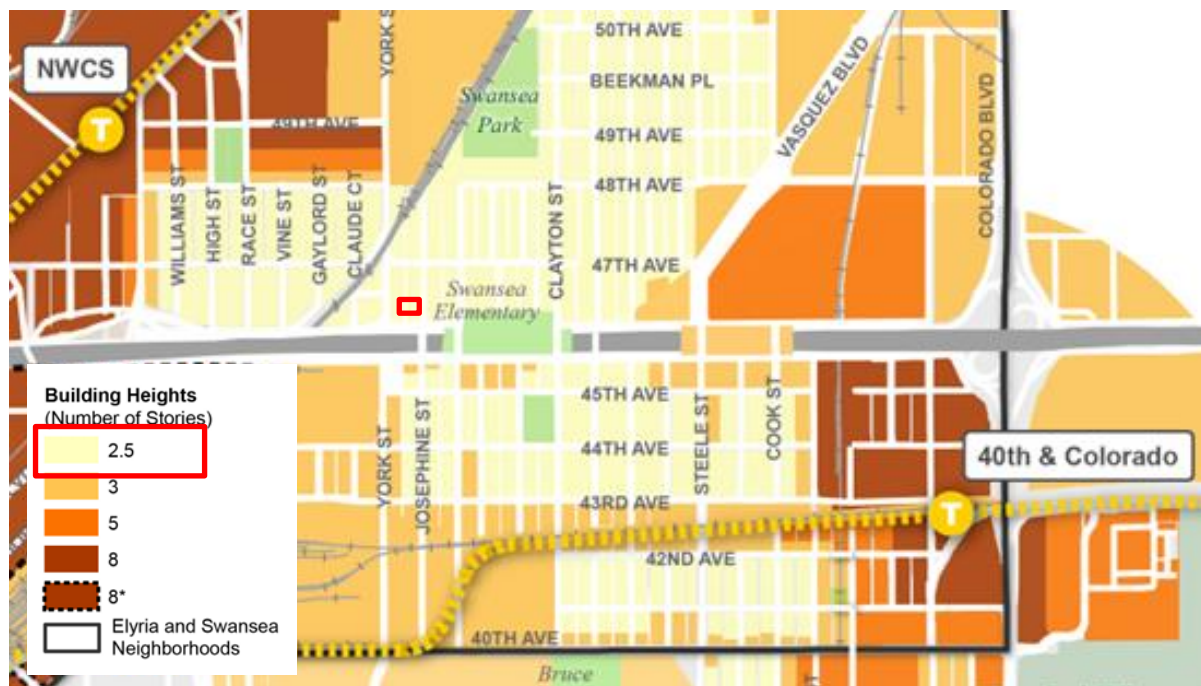 YORK S
50TH AVE
NWCS
BEEKMAN PL
VASQUEZ BLVD
COLORADO BLVD
Swansea
Park
T
49TH AVE
49TH AVE
48TH AVE
WILLIAMS ST
HIGH ST
RACE ST
VINE ST
GAYLORD ST
CLAUDE CT
CLAYTON ST
47TH AVE
Swansea
Elementary
Building Heights
(Number of Stories)
2.5
3
5
8
8*
Elyria and Swansea
Neighborhoods
45TH AVE
YORK ST
JOSEPHINE ST
STEELE ST
COOK ST
44TH AVE
40th & Colorado
43RD AVE
T
42ND AVE
40TH AVE
Bruce